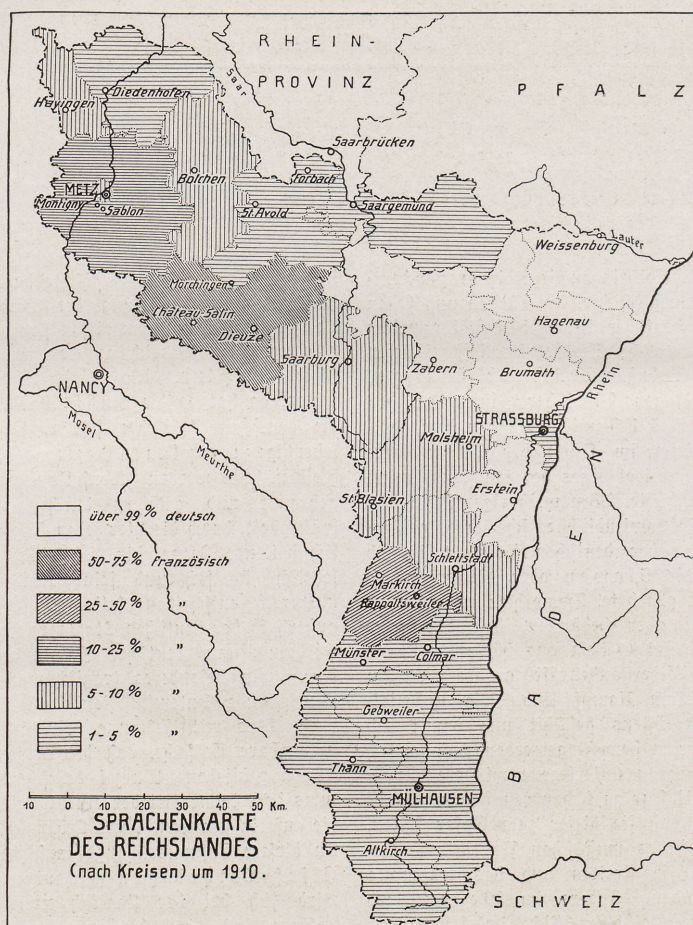 RHEIN-
PROVINZ
PFALZ
Saar
Hayingen
Diedenhofen
Saarbrücken
Bolchen
Forbach
METZ
Montigny
Sablon
St.Avold
Saargemünd
Weissenburg
Lauter
Mörchingen
Château-Salin
Dieuze
Hagenau
Saarburg
Zabern
Brumath
Rhein
NANCY
STRASSBURG
Mosel
Meurthe
Molsheim
Erstein
St.Blasien
Schlettstadt
Markirch
Rappoltsweiler
Münster
Colmar
Gebweiler
Thann
MÜLHAUSEN
Altkirch
BADEN
SCHWEIZ
über 99% deutsch
50-75% Französisch
25-50% "
10-25% "
5-10% "
1-5% "
10 0 10 20 30 40 50 Km.
SPRACHENKARTE
DES REICHSLANDES
(nach Kreisen) um 1910.